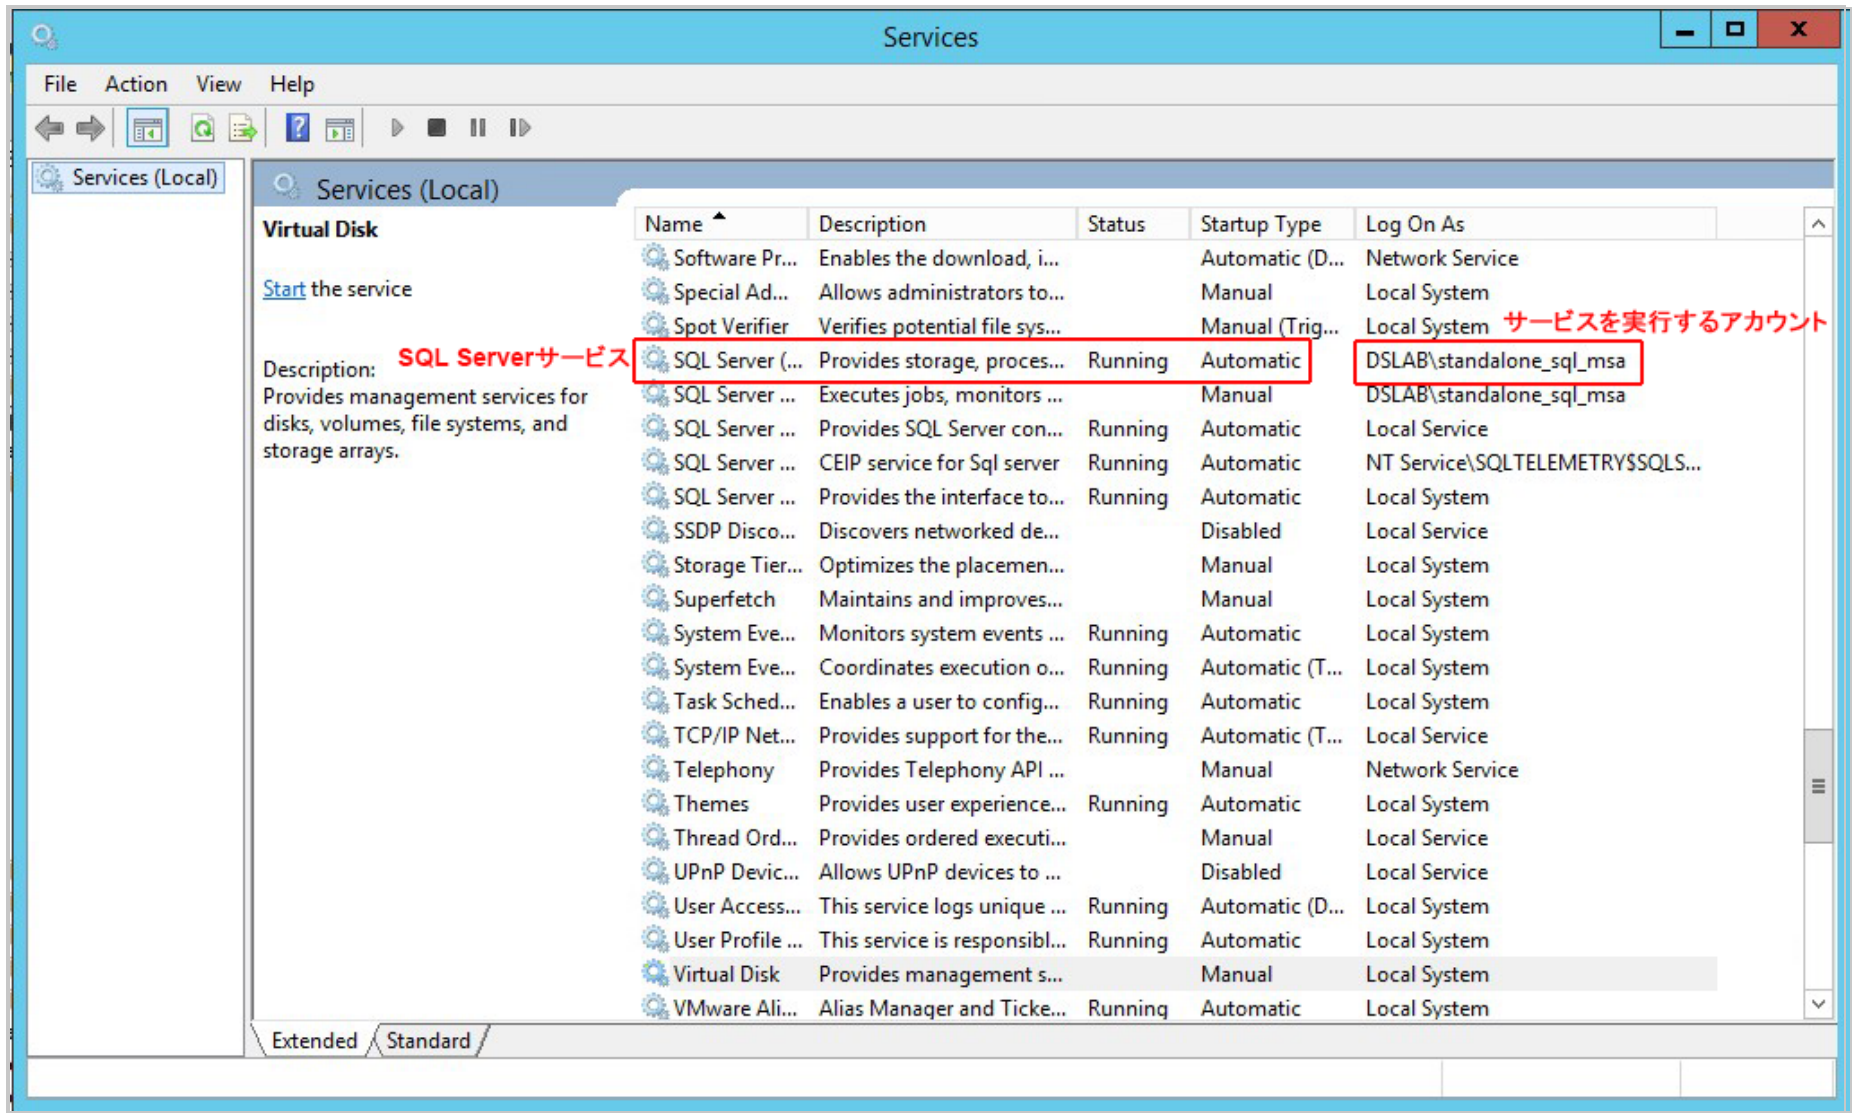 Services
File Action View Help
Services (Local)
Services (Local)
Virtual Disk
Start the service
Description:
Provides management services for
disks, volumes, file systems, and
storage arrays.
SQL Serverサービス
サービスを実行するアカウント
Name Description Status Startup Type Log On As
Software Pr... Enables the download, i... Automatic (D... Network Service
Special Ad... Allows administrators to... Manual Local System
Spot Verifier Verifies potential file sys... Manual (Trig... Local System
SQL Server (... Provides storage, proces... Running Automatic DSLAB\standalone_sql_msa
SQL Server ... Executes jobs, monitors ... Manual DSLAB\standalone_sql_msa
SQL Server ... Provides SQL Server con... Running Automatic Local Service
SQL Server ... CEIP service for Sql server Running Automatic NT Service\SQLTELEMETRY$SQLS...
SQL Server ... Provides the interface to... Running Automatic Local System
SSDP Disco... Discovers networked de... Disabled Local Service
Storage Tier... Optimizes the placemen... Manual Local System
Superfetch Maintains and improves... Manual Local System
System Eve... Monitors system events ... Running Automatic Local System
System Eve... Coordinates execution o... Running Automatic (T... Local System
Task Sched... Enables a user to config... Running Automatic Local System
TCP/IP Net... Provides support for the... Running Automatic (T... Local Service
Telephony Provides Telephony API ... Manual Network Service
Themes Provides user experience... Running Automatic Local System
Thread Ord... Provides ordered executi... Manual Local Service
UPnP Devic... Allows UPnP devices to ... Disabled Local Service
User Access... This service logs unique ... Running Automatic (D... Local System
User Profile ... This service is responsibl... Running Automatic Local System
Virtual Disk Provides management s... Manual Local System
VMware Ali... Alias Manager and Ticke... Running Automatic Local System
Extended Standard